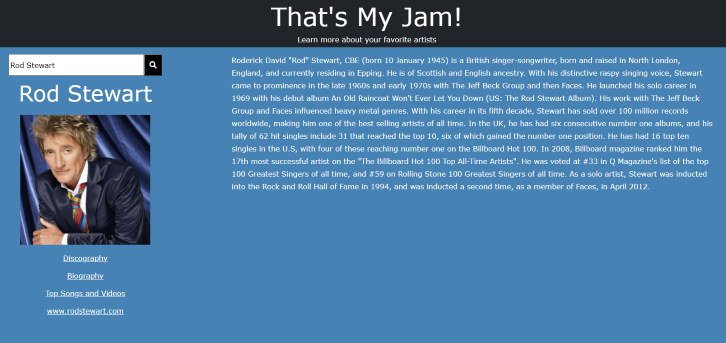 That's My Jam!
Learn more about your favorite artists
Rod Stewart
Rod Stewart
Discography
Biography
Top Songs and Videos
www.rodstewart.com
Roderick David "Rod" Stewart, CBE (born 10 January 1945) is a British singer-songwriter, born and raised in North London,
England, and currently residing in Epping. He is of Scottish and English ancestry. With his distinctive raspy singing voice, Stewart
came to prominence in the late 1960s and early 1970s with The Jeff Beck Group and then Faces. He launched his solo career in
1969 with his debut album An Old Raincoat Won't Ever Let You Down (US: The Rod Stewart Album). His work with The Jeff Beck
Group and Faces influenced heavy metal genres. With his career in its fifth decade, Stewart has sold over 100 million records
worldwide, making him one of the best selling artists of all time. In the UK, he has had six consecutive number one albums, and his
tally of 62 hit singles include 31 that reached the top 10, six of which gained the number one position. He has had 16 top ten
singles in the U.S, with four of these reaching number one on the Billboard Hot 100. In 2008, Billboard magazine ranked him the
17th most successful artist on the "The Billboard Hot 100 Top All-Time Artists". He was voted at #33 in Q Magazine's list of the top
100 Greatest Singers of all time, and #59 on Rolling Stone 100 Greatest Singers of all time. As a solo artist, Stewart was inducted
into the Rock and Roll Hall of Fame in 1994, and was inducted a second time, as a member of Faces, in April 2012.